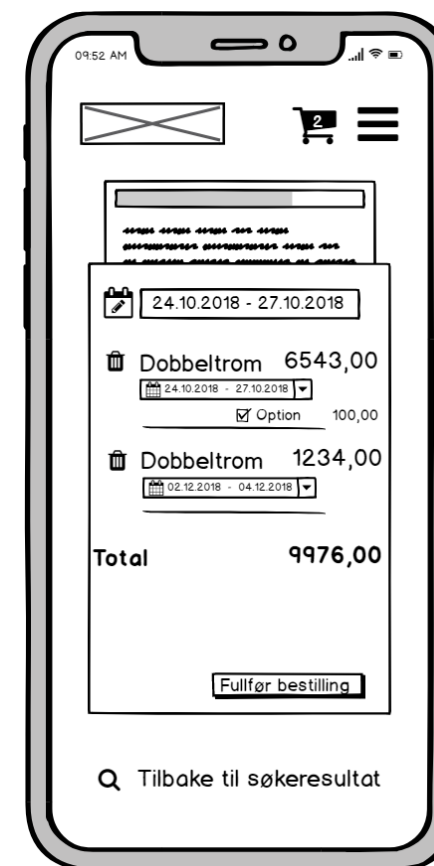 09:52 AM
2
24.10.2018 - 27.10.2018
Dobbeltrom 6543,00
24.10.2018 - 27.10.2018
Option 100,00
Dobbeltrom 1234,00
02.12.2018 - 04.12.2018
Total 9976,00
Fullfør bestilling
Tilbake til søkeresultat